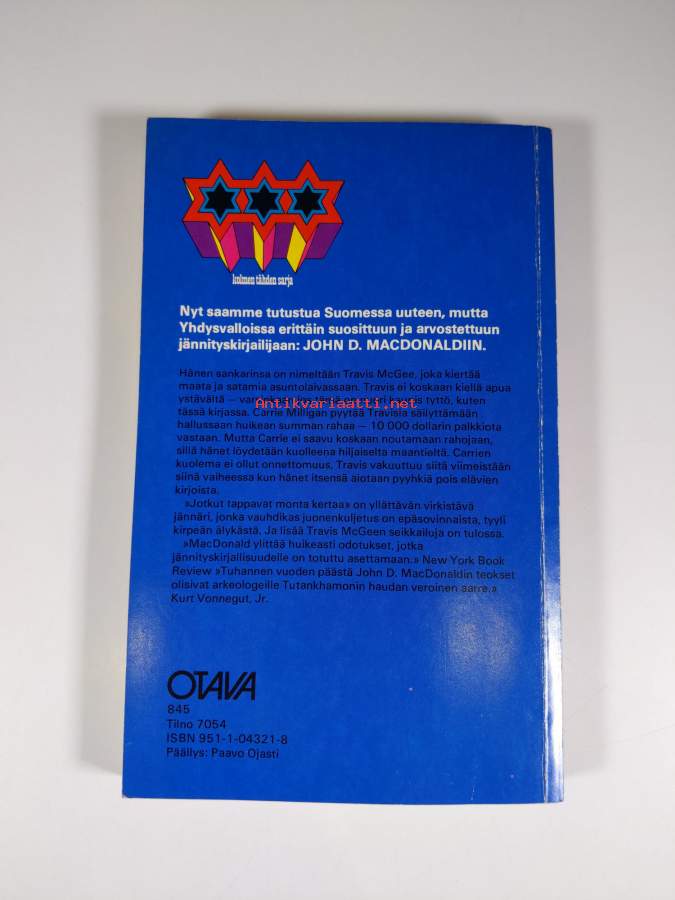 kolmen tähden sarja
Nyt saamme tutustua Suomessa uuteen, mutta
Yhdysvalloissa erittäin suosittuun ja arvostettuun
jännityskirjailijaan: JOHN D. MACDONALDIIN.
Hänen sankarinsa on nimeltään Travis McGee, joka kiertää
maata ja satamia asuntolaivassaan. Travis ei koskaan kiellä apua
ystävältä — kaunis tyttö, kuten
Antikvariaatti.net
tässä kirjassa. Carrie Milligan pyytää Travisia säilyttämään
hallussaan huikean summan rahaa — 10 000 dollarin palkkiota
vastaan. Mutta Carrie ei saavu koskaan noutamaan rahojaan,
sillä hänet löydetään kuolleena hiljaiselta maantieltä. Carrien
kuolema ei ollut onnettomuus, Travis vakuuttuu siitä viimeistään
siinä vaiheessa kun hänet itsensä aiotaan pyyhkiä pois elävien
kirjoista.
»Jotkut tappavat monta kertaa» on yllättävän virkistävä
jännäri, jonka vauhdikas juonenkuljetus on epäsovinnaista, tyyli
kirpeän älykästä. Ja lisää Travis McGeen seikkailuja on tulossa.
»MacDonald ylittää huikeasti odotukset, jotka
jännityskirjallisuudelle on totuttu asettamaan.» New York Book
Review »Tuhannen vuoden päästä John D. MacDonaldin teokset
olisivat arkeologeille Tutankhamonin haudan veroinen aarre.»
Kurt Vonnegut, Jr.
OTAVA
845
Tilno 7054
ISBN 951-1-04321-8
Päällys: Paavo Ojasti